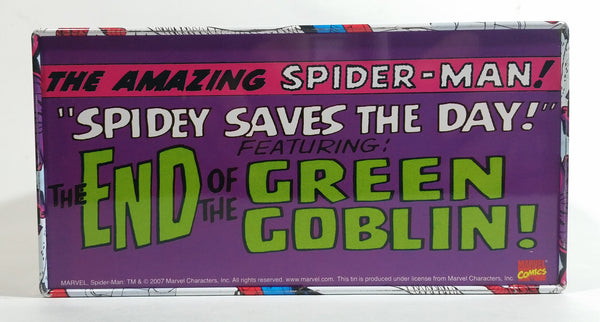 THE AMAZING SPIDER-MAN!
"SPIDEY SAVES THE DAY!"
FEATURING:
THE END OF THE GREEN GOBLIN!
MARVEL COMICS
MARVEL, Spider-Man: TM & © 2007 Marvel Characters, Inc. All rights reserved. www.marvel.com. This tin is produced under license from Marvel Characters, Inc.